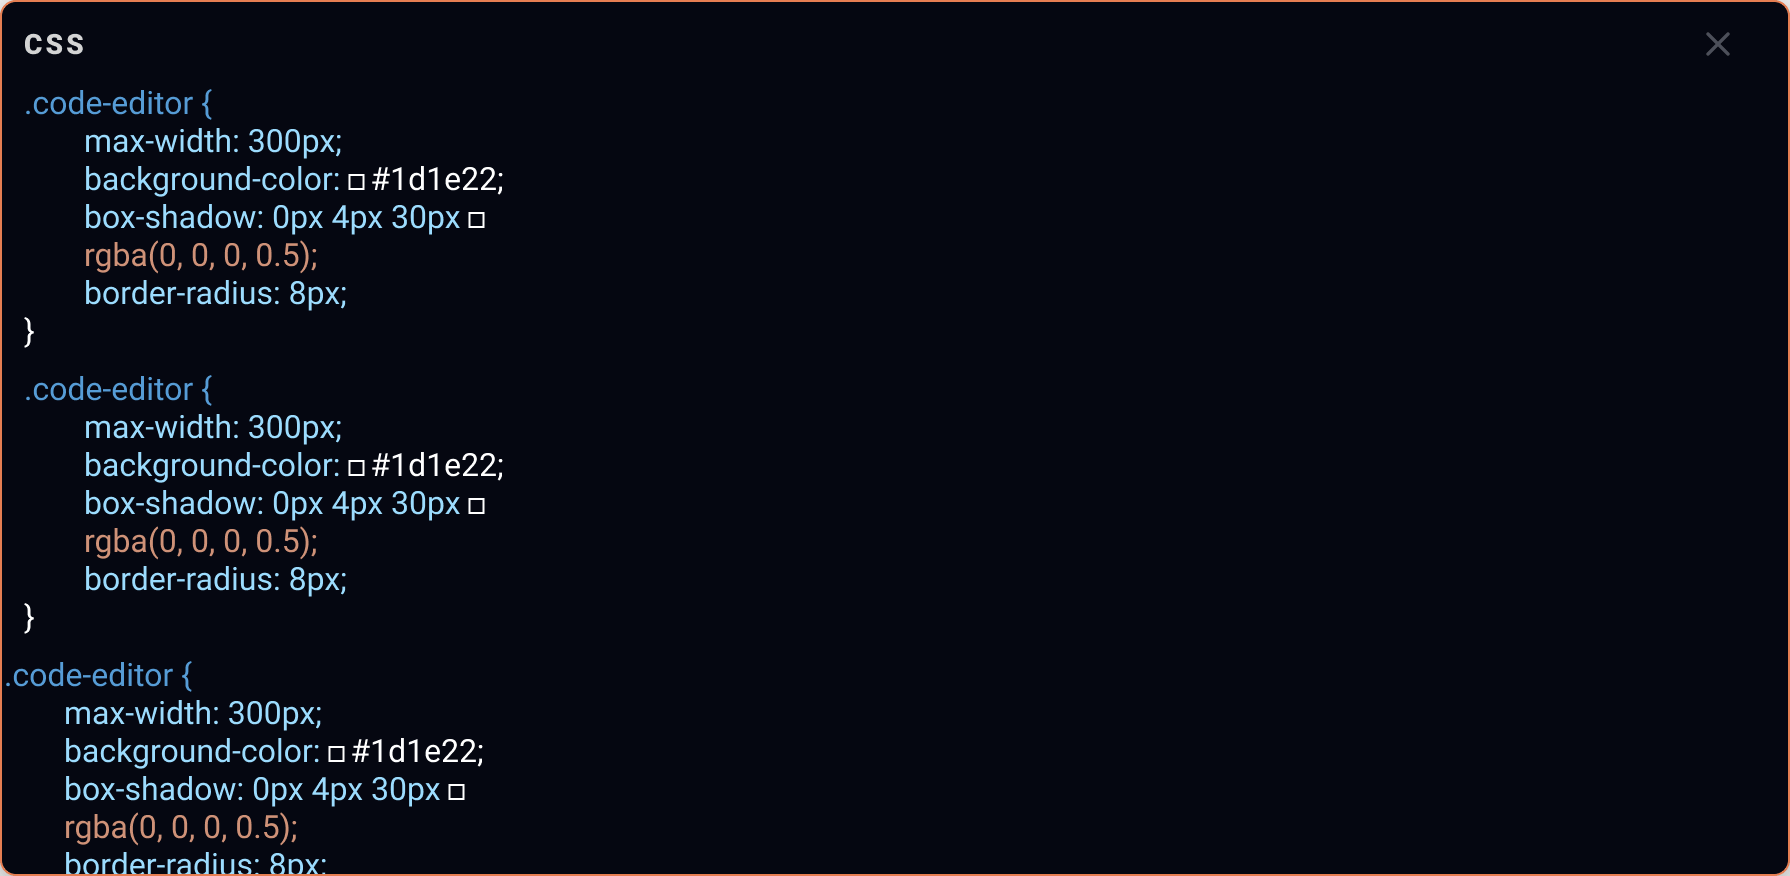 CSS
.code-editor {
max-width: 300px;
background-color: □ #1d1e22;
box-shadow: 0px 4px 30px □
rgba(0, 0, 0, 0.5);
border-radius: 8px;
}
.code-editor {
max-width: 300px;
background-color: □ #1d1e22;
box-shadow: 0px 4px 30px □
rgba(0, 0, 0, 0.5);
border-radius: 8px;
}
.code-editor {
max-width: 300px;
background-color: □ #1d1e22;
box-shadow: 0px 4px 30px □
rgba(0, 0, 0, 0.5);
border-radius: 8px;